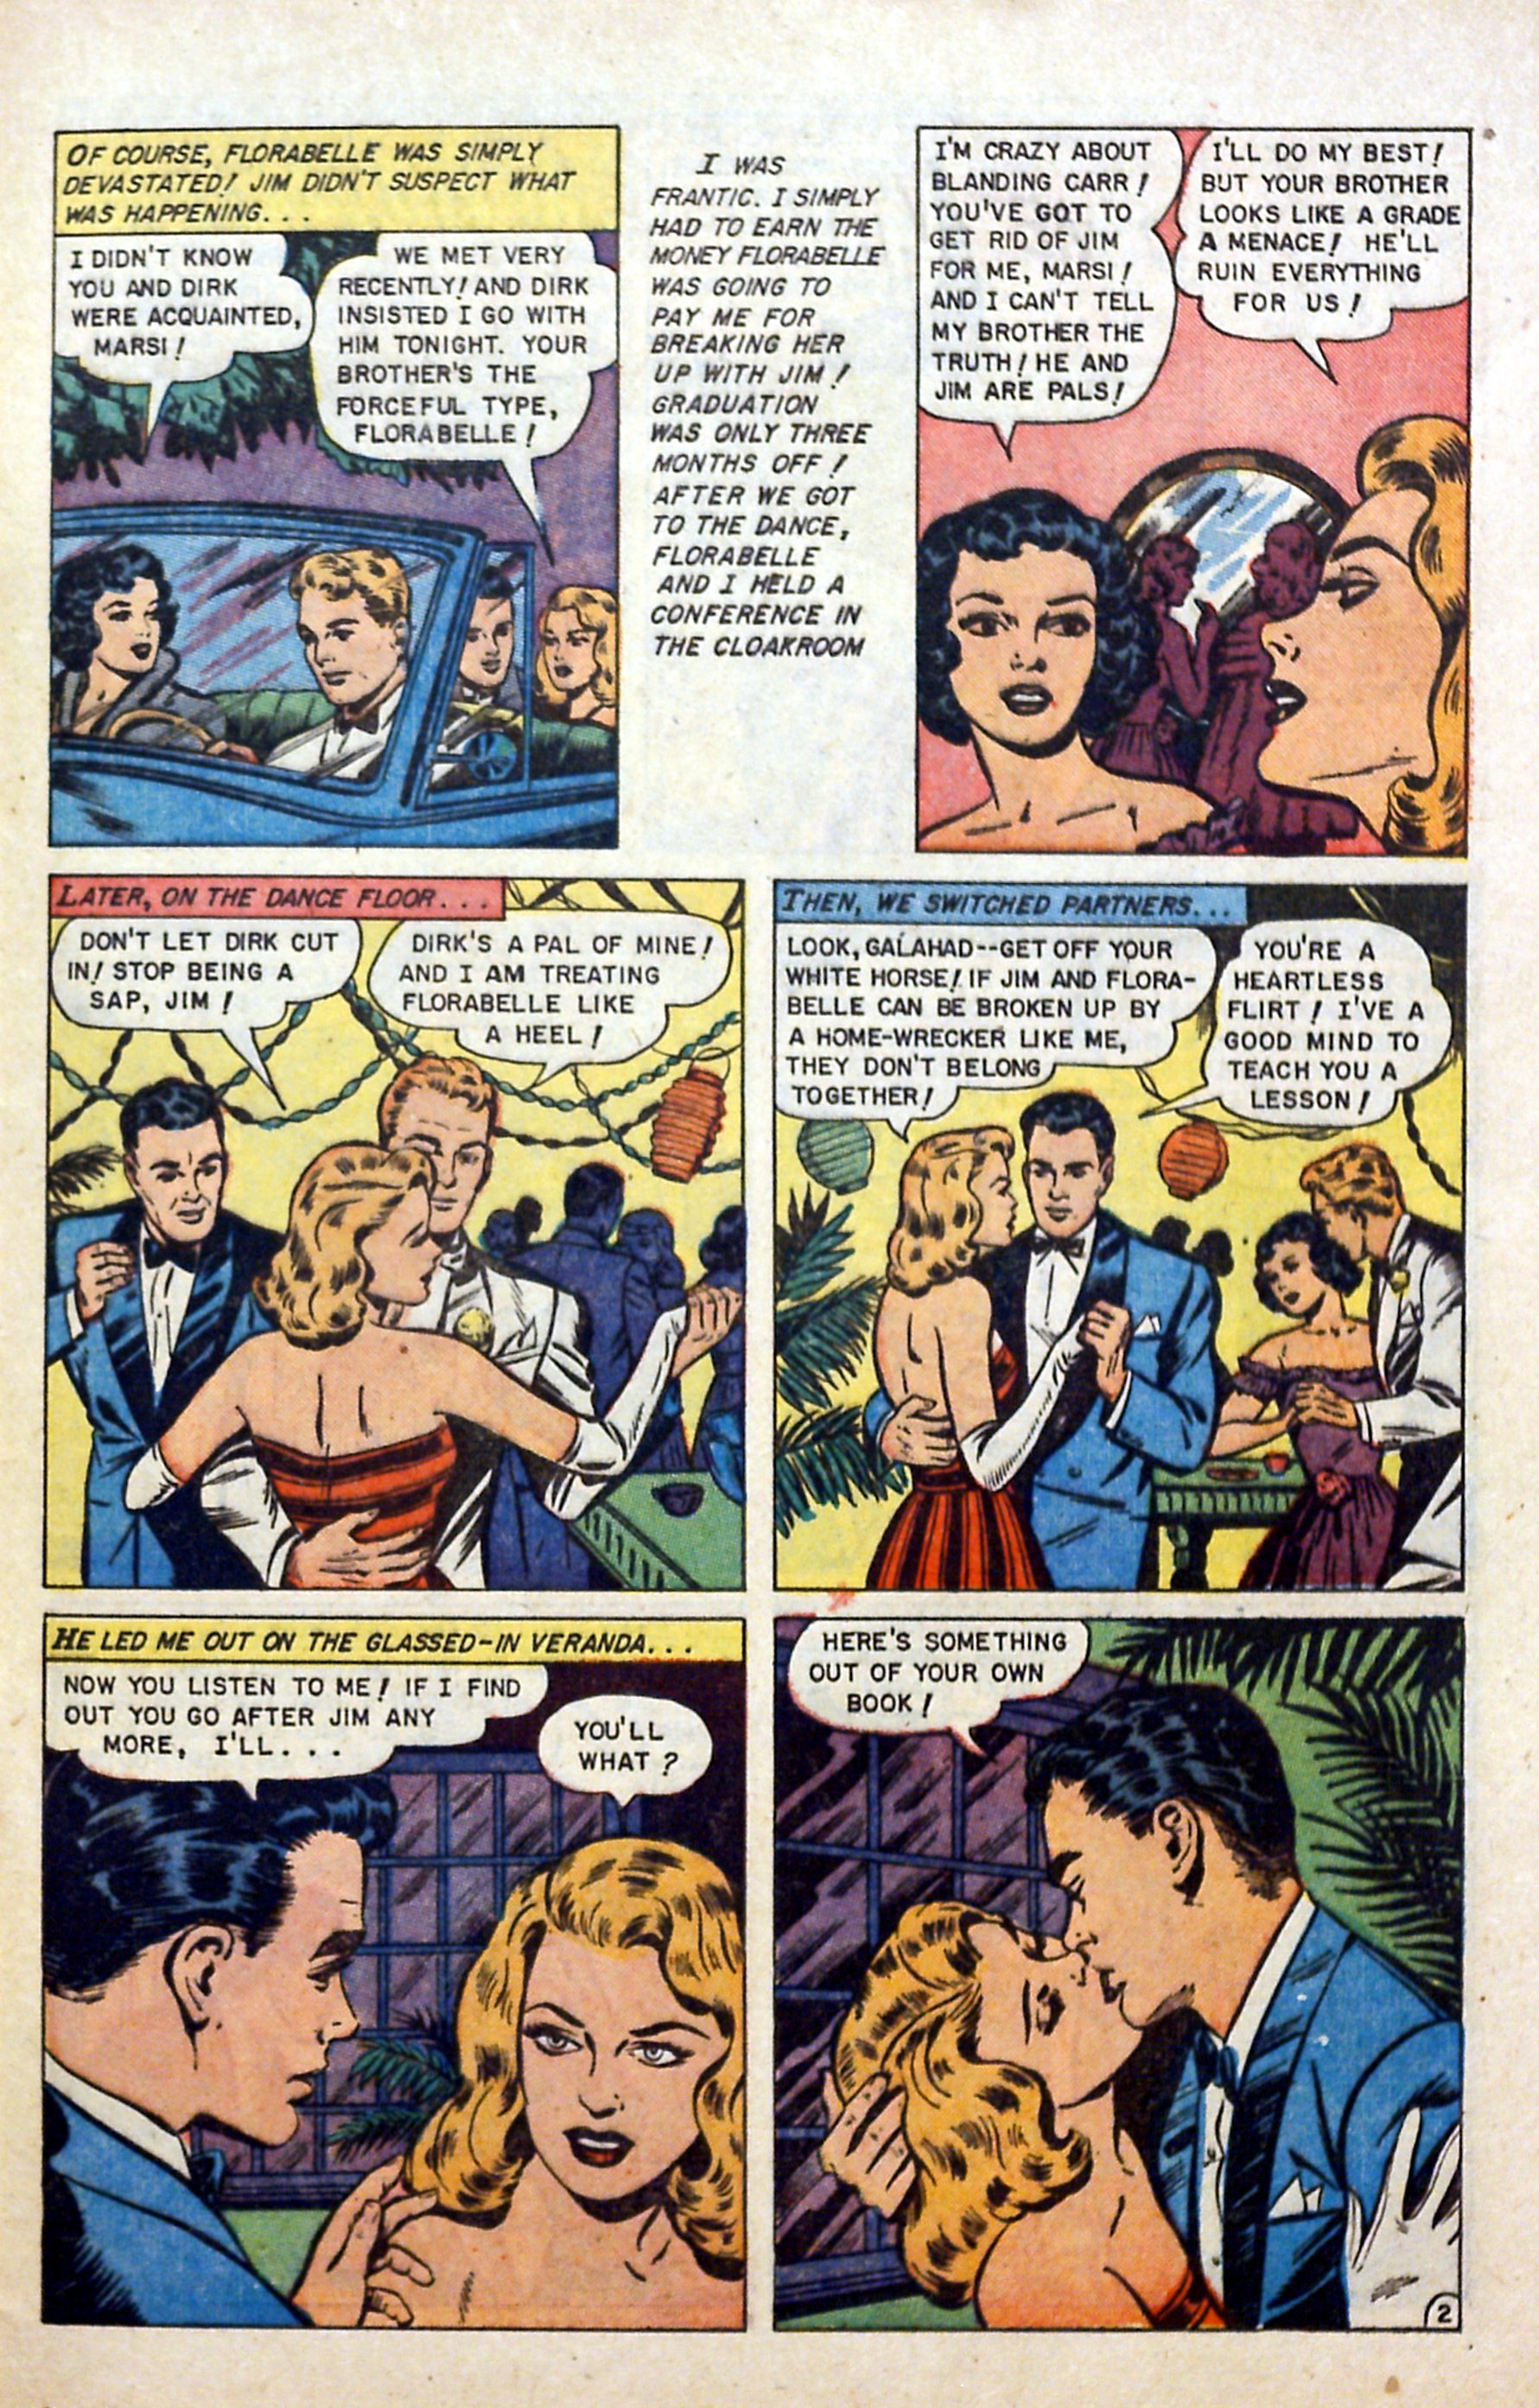 OF COURSE, FLORABELLE WAS SIMPLY
DEVASTATED! JIM DIDN'T SUSPECT WHAT
WAS HAPPENING...
I DIDN'T KNOW
YOU AND DIRK
WERE ACQUAINTED,
MARSI!
WE MET VERY
RECENTLY! AND DIRK
INSISTED I GO WITH
HIM TONIGHT. YOUR
BROTHER'S THE
FORCEFUL TYPE,
FLORABELLE!
I WAS
FRANTIC. I SIMPLY
HAD TO EARN THE
MONEY FLORABELLE
WAS GOING TO
PAY ME FOR
BREAKING HER
UP WITH JIM!
GRADUATION
WAS ONLY THREE
MONTHS OFF!
AFTER WE GOT
TO THE DANCE,
FLORABELLE
AND I HELD A
CONFERENCE IN
THE CLOAKROOM
I'M CRAZY ABOUT
BLANDING CARR!
YOU'VE GOT TO
GET RID OF JIM
FOR ME, MARSI!
AND I CAN'T TELL
MY BROTHER THE
TRUTH! HE AND
JIM ARE PALS!
I'LL DO MY BEST!
BUT YOUR BROTHER
LOOKS LIKE A GRADE
A MENACE! HE'LL
RUIN EVERYTHING
FOR US!
LATER, ON THE DANCE FLOOR...
DON'T LET DIRK CUT
IN! STOP BEING A
SAP, JIM!
DIRK'S A PAL OF MINE!
AND I AM TREATING
FLORABELLE LIKE
A HEEL!
THEN, WE SWITCHED PARTNERS...
LOOK, GALAHAD--GET OFF YOUR
WHITE HORSE! IF JIM AND FLORA-
BELLE CAN BE BROKEN UP BY
A HOME-WRECKER LIKE ME,
THEY DON'T BELONG
TOGETHER!
YOU'RE A
HEARTLESS
FLIRT! I'VE A
GOOD MIND TO
TEACH YOU A
LESSON!
HE LED ME OUT ON THE GLASSED-IN VERANDA...
NOW YOU LISTEN TO ME! IF I FIND
OUT YOU GO AFTER JIM ANY
MORE, I'LL...
YOU'LL
WHAT?
HERE'S SOMETHING
OUT OF YOUR OWN
BOOK!
2